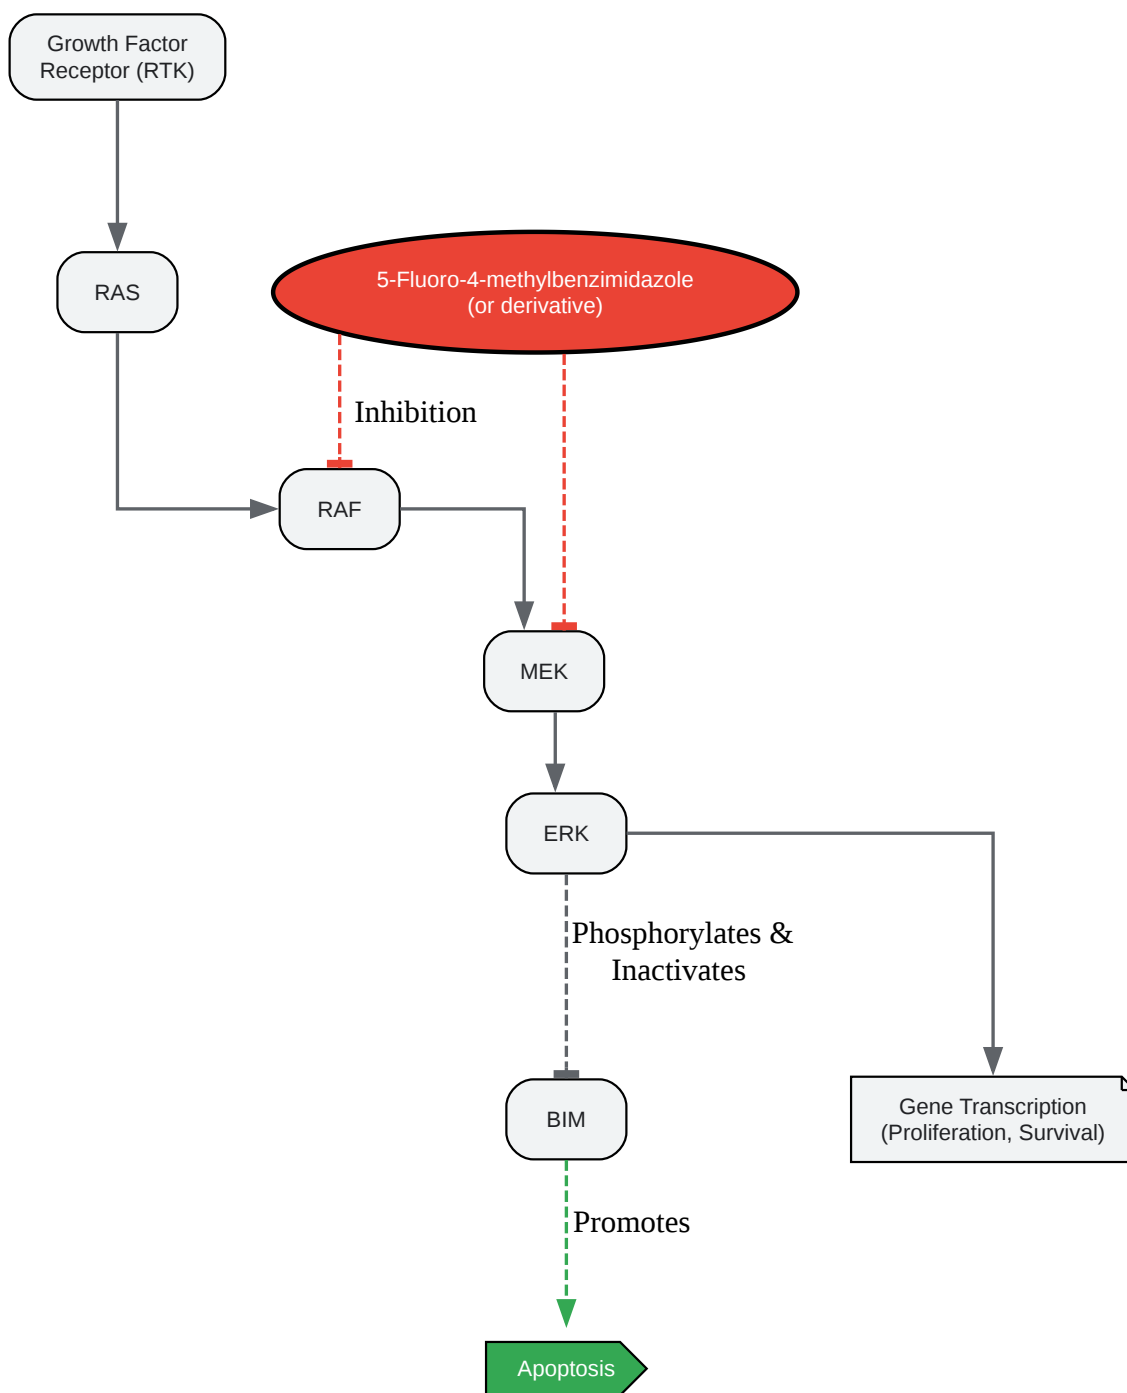 Growth Factor
Receptor (RTK)
RAS
5-Fluoro-4-methylbenzimidazole
(or derivative)
Inhibition
RAF
MEK
ERK
Phosphorylates &
Inactivates
BIM
Gene Transcription
(Proliferation, Survival)
Promotes
Apoptosis